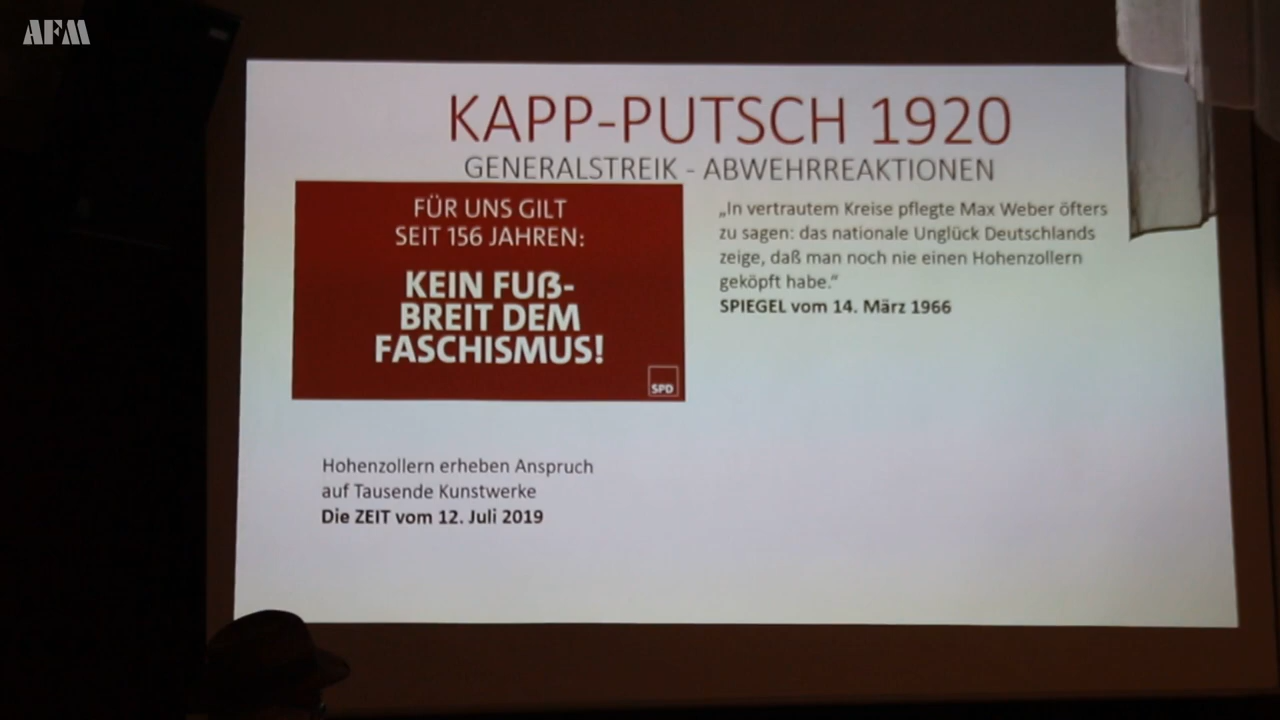 AFM
KAPP-PUTSCH 1920
GENERALSTREIK - ABWEHRREAKTIONEN
FÜR UNS GILT
SEIT 156 JAHREN:
KEIN FUẞ-
BREIT DEM
FASCHISMUS!
SPD
„In vertrautem Kreise pflegte Max Weber öfters
zu sagen: das nationale Unglück Deutschlands
zeige, daß man noch nie einen Hohenzollern
geköpft habe.“
SPIEGEL vom 14. März 1966
Hohenzollern erheben Anspruch
auf Tausende Kunstwerke
Die ZEIT vom 12. Juli 2019